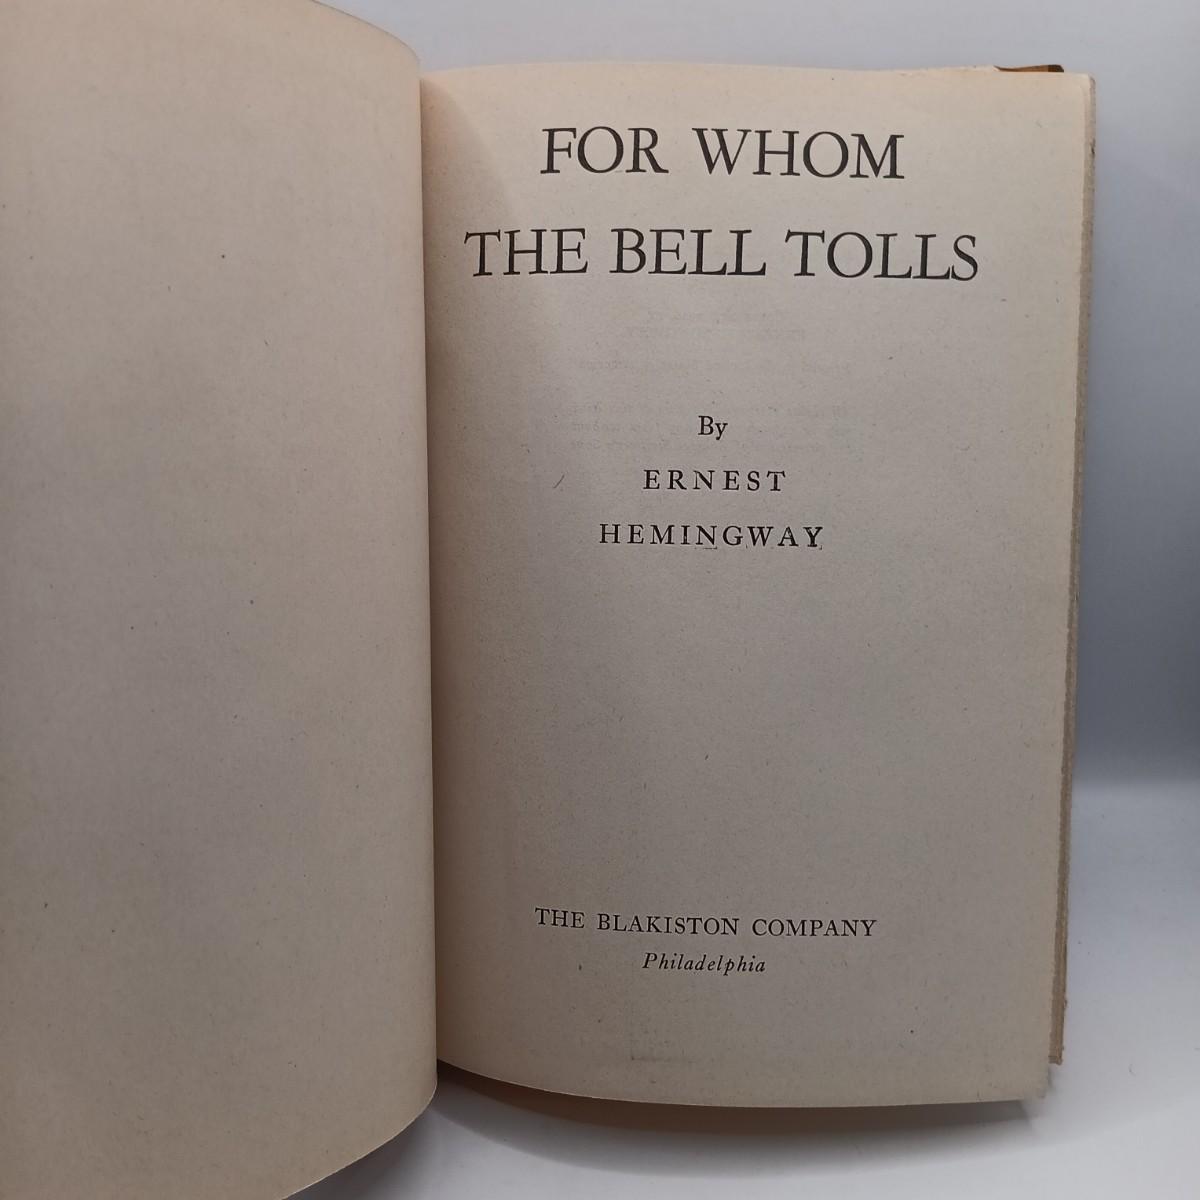 FOR WHOM
THE BELL TOLLS
By
ERNEST
HEMINGWAY
THE BLAKISTON COMPANY
Philadelphia